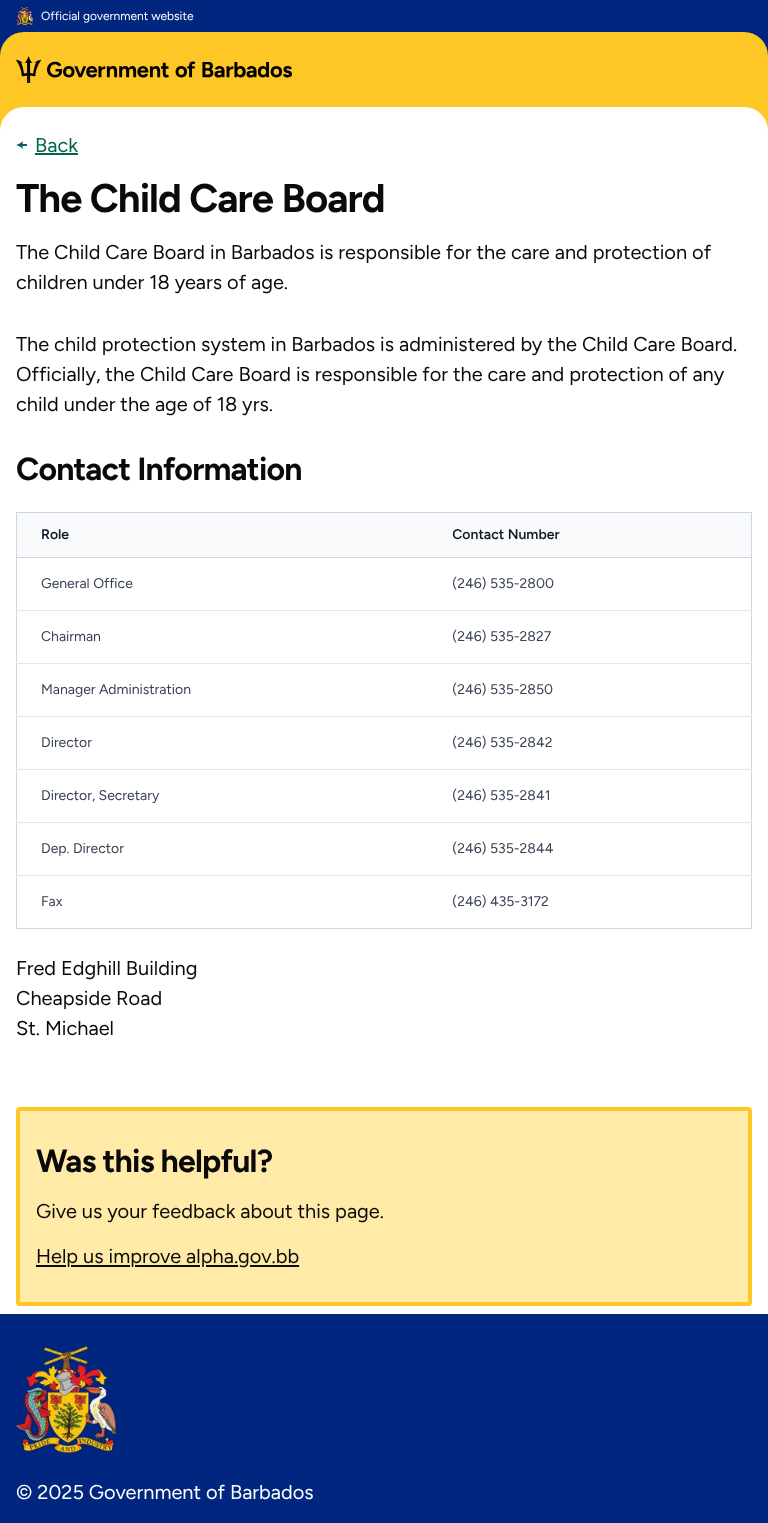 Official government website
Government of Barbados
Back
The Child Care Board
The Child Care Board in Barbados is responsible for the care and protection of
children under 18 years of age.
The child protection system in Barbados is administered by the Child Care Board.
Officially, the Child Care Board is responsible for the care and protection of any
child under the age of 18 yrs.
Contact Information
Role Contact Number
General Office (246) 535-2800
Chairman (246) 535-2827
Manager Administration (246) 535-2850
Director (246) 535-2842
Director, Secretary (246) 535-2841
Dep. Director (246) 535-2844
Fax (246) 435-3172
Fred Edghill Building
Cheapside Road
St. Michael
Was this helpful?
Give us your feedback about this page.
Help us improve alpha.gov.bb
PRIDE AND INDUSTRY
© 2025 Government of Barbados